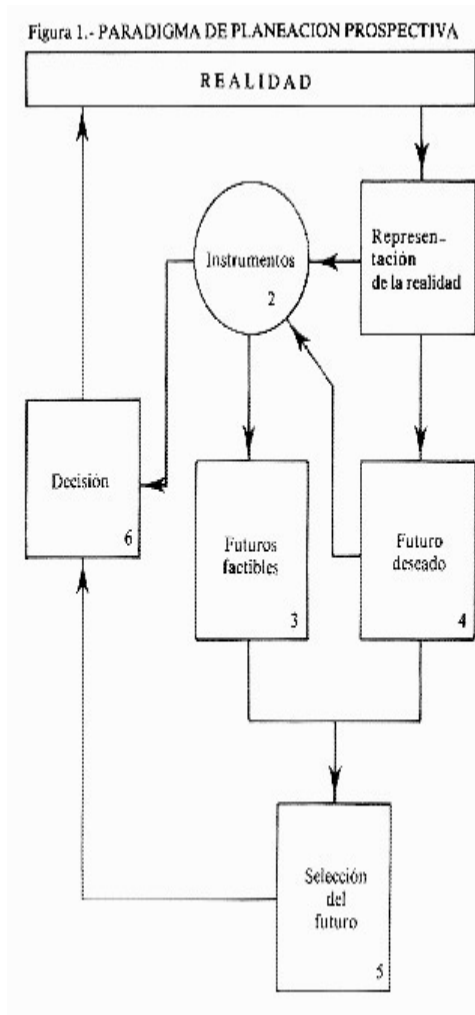 Figura 1.- PARADIGMA DE PLANEACION PROSPECTIVA
REALIDAD
Represen-
tación
de la realidad
Instrumentos
2
Decisión
6
Futuros
factibles
3
Futuro
deseado
4
Selección
del
futuro
5